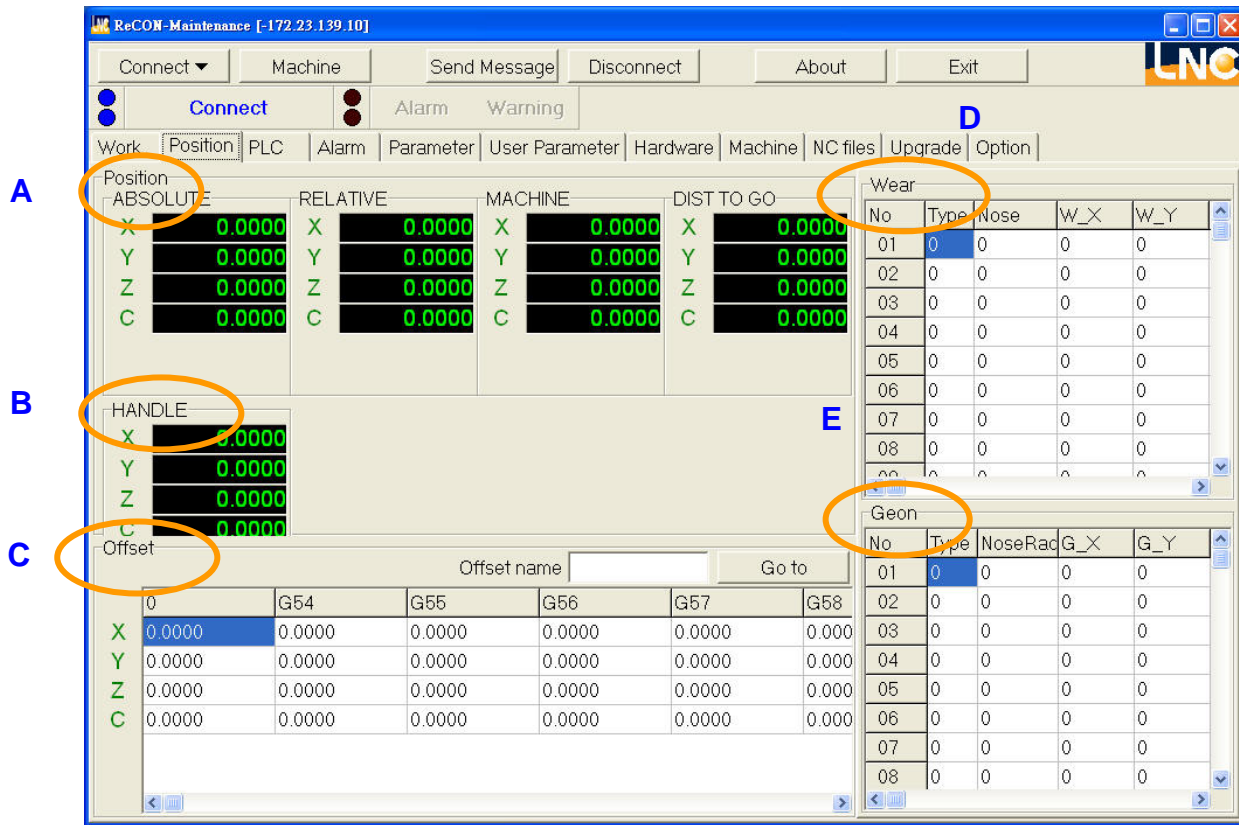 ReCON-Maintenance [-172.23.139.10]
Connect Machine Send Message Disconnect About Exit LNC
Connect Alarm Warning
D
Work Position PLC Alarm Parameter User Parameter Hardware Machine NC files Upgrade Option
A
Position
ABSOLUTE RELATIVE MACHINE DIST TO GO
X 0.0000 X 0.0000 X 0.0000 X 0.0000
Y 0.0000 Y 0.0000 Y 0.0000 Y 0.0000
Z 0.0000 Z 0.0000 Z 0.0000 Z 0.0000
C 0.0000 C 0.0000 C 0.0000 C 0.0000
B
HANDLE
X 0.0000
Y 0.0000
Z 0.0000
C 0.0000
C
Offset
Offset name Go to
0 G54 G55 G56 G57 G58
X 0.0000 0.0000 0.0000 0.0000 0.0000 0.000
Y 0.0000 0.0000 0.0000 0.0000 0.0000 0.000
Z 0.0000 0.0000 0.0000 0.0000 0.0000 0.000
C 0.0000 0.0000 0.0000 0.0000 0.0000 0.000
Wear
No Type Nose W_X W_Y
01 0 0 0 0
02 0 0 0 0
03 0 0 0 0
04 0 0 0 0
05 0 0 0 0
06 0 0 0 0
07 0 0 0 0
08 0 0 0 0
E
Geon
No Type NoseRad G_X G_Y
01 0 0 0 0
02 0 0 0 0
03 0 0 0 0
04 0 0 0 0
05 0 0 0 0
06 0 0 0 0
07 0 0 0 0
08 0 0 0 0